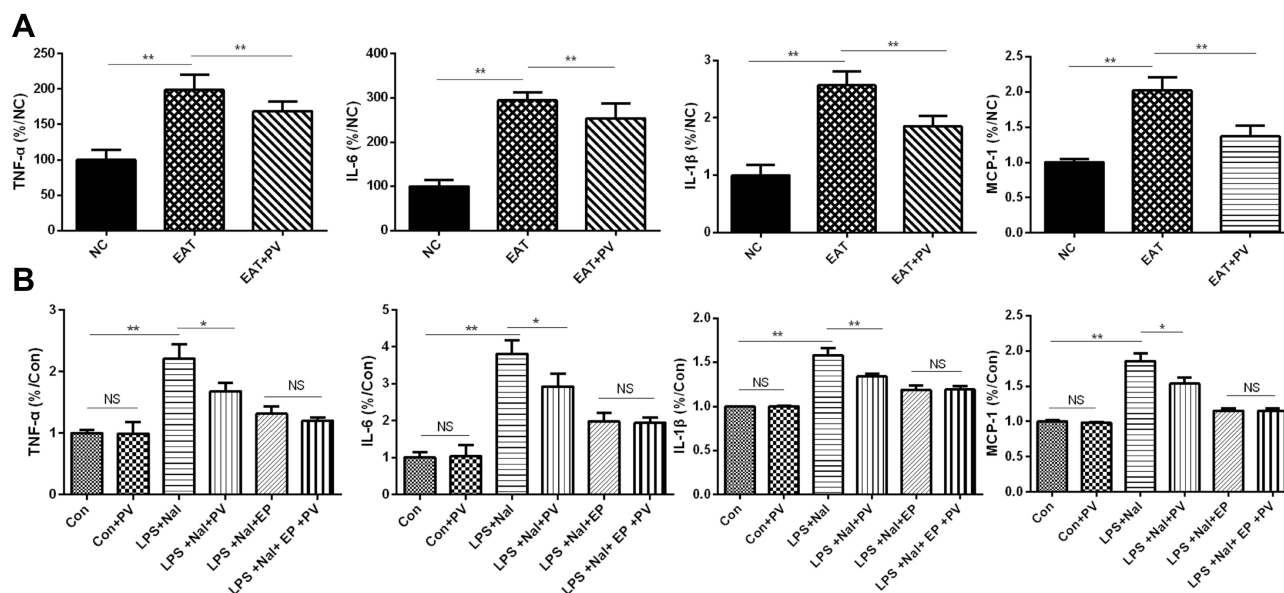 A
TNF-α (%/NC)
250
200
150
100
50
0
**
**
NC
EAT
EAT+PV
IL-6 (%/NC)
400
300
200
100
0
**
**
NC
EAT
EAT+PV
IL-1β (%/NC)
3
2
1
0
**
**
NC
EAT
EAT+PV
MCP-1 (%/NC)
2.5
2.0
1.5
1.0
0.5
0.0
**
**
NC
EAT
EAT+PV
B
TNF-α (%/Con)
3
2
1
0
**
*
NS
NS
Con
Con+PV
LPS+Nal
LPS +Nal+PV
LPS +Nal+EP
LPS +Nal+ EP +PV
IL-6 (%/Con)
5
4
3
2
1
0
**
*
NS
NS
Con
Con+PV
LPS+Nal
LPS +Nal+PV
LPS +Nal+EP
LPS +Nal+ EP +PV
IL-1β (%/Con)
2.0
1.5
1.0
0.5
0.0
**
**
NS
NS
Con
Con+PV
LPS+Nal
LPS +Nal+PV
LPS +Nal+EP
LPS +Nal+ EP +PV
MCP-1 (%/Con)
2.5
2.0
1.5
1.0
0.5
0.0
**
*
NS
NS
Con
Con+PV
LPS+Nal
LPS +Nal+PV
LPS +Nal+EP
LPS +Nal+ EP +PV